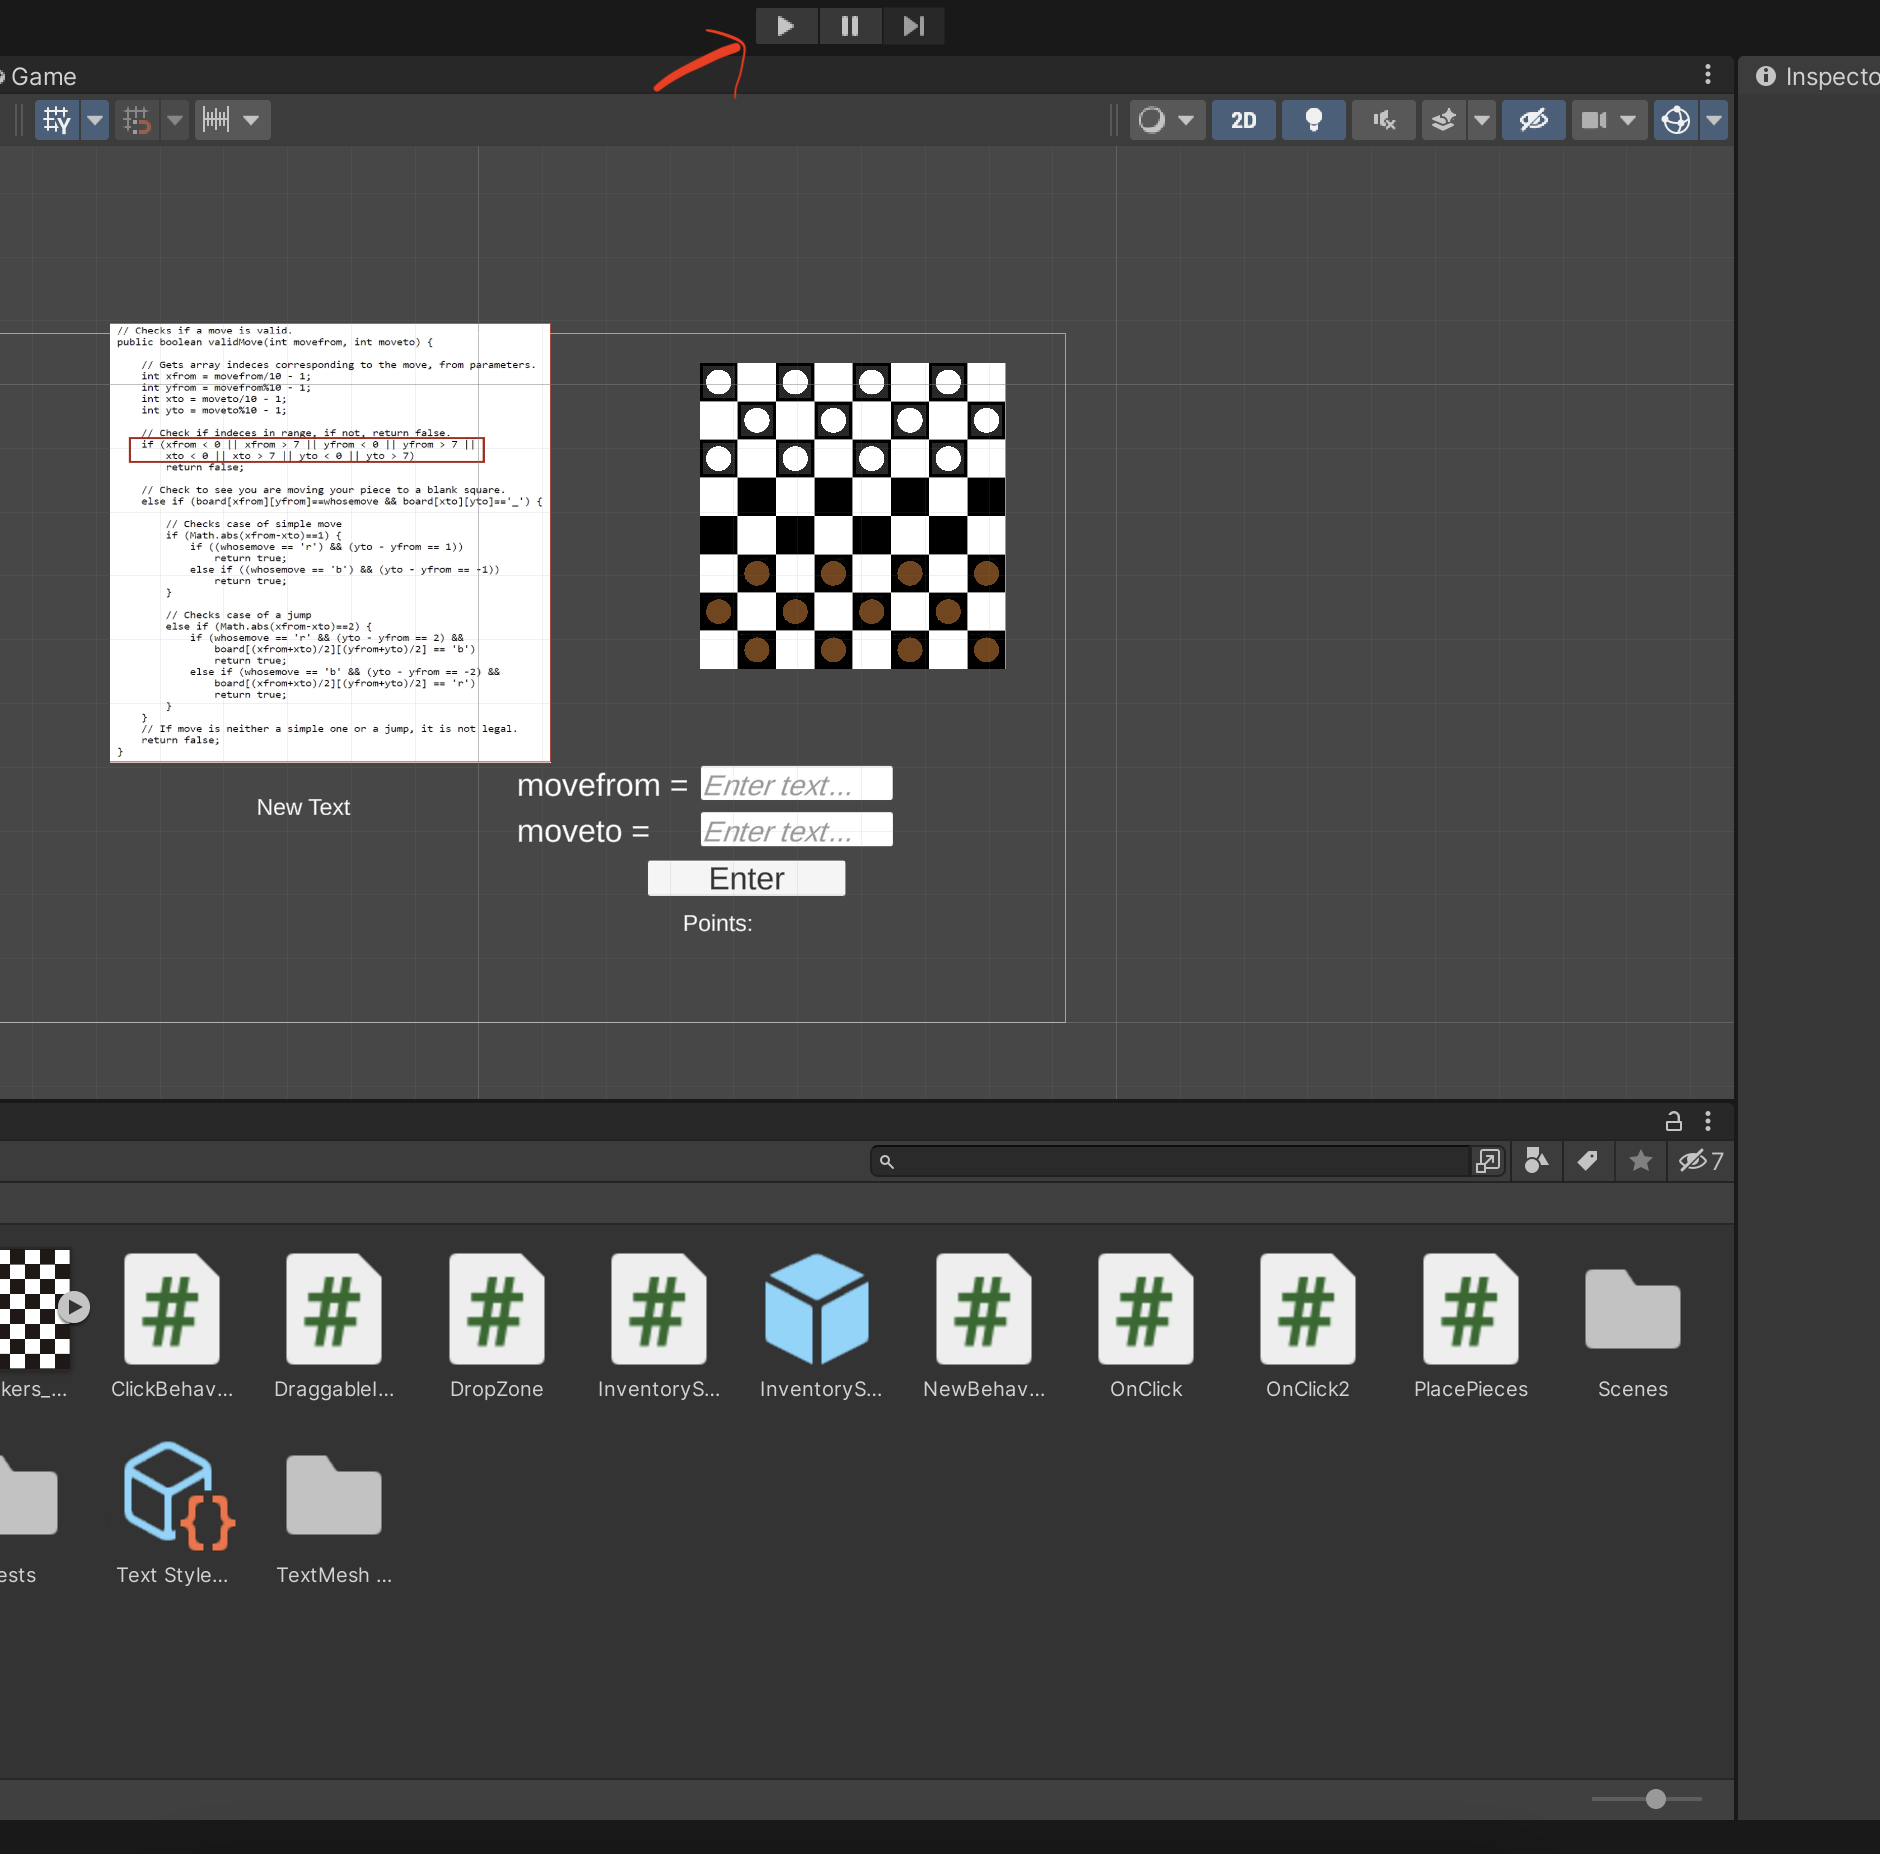 Game
Inspecto
2D
// Checks if a move is valid.
public boolean validMove(int movefrom, int moveto) {
// Gets array indeces corresponding to the move, from parameters.
int xfrom = movefrom/10 - 1;
int yfrom = movefrom%10 - 1;
int xto = moveto/10 - 1;
int yto = moveto%10 - 1;
// Check if indeces in range, if not, return false.
if (xfrom < 0 || xfrom > 7 || yfrom < 0 || yfrom > 7 ||
xto < 0 || xto > 7 || yto < 0 || yto > 7)
return false;
// Check to see you are moving your piece to a blank square.
else if (board[xfrom][yfrom]==whosemove && board[xto][yto]=='_') {
// Checks case of simple move
if (Math.abs(xfrom-xto)==1) {
if ((whosemove == 'r') && (yto - yfrom == 1))
return true;
else if ((whosemove == 'b') && (yto - yfrom == -1))
return true;
}
// Checks case of a jump
else if (Math.abs(xfrom-xto)==2) {
if (whosemove == 'r' && (yto - yfrom == 2) &&
board[(xfrom+xto)/2][(yfrom+yto)/2] == 'b')
return true;
else if (whosemove == 'b' && (yto - yfrom == -2) &&
board[(xfrom+xto)/2][(yfrom+yto)/2] == 'r')
return true;
}
}
// If move is neither a simple one or a jump, it is not legal.
return false;
}
New Text
movefrom = Enter text...
moveto = Enter text...
Enter
Points:
7
kers_... ClickBehav... DraggableI... DropZone InventoryS... InventoryS... NewBehav... OnClick OnClick2 PlacePieces Scenes
ests Text Style... TextMesh ...